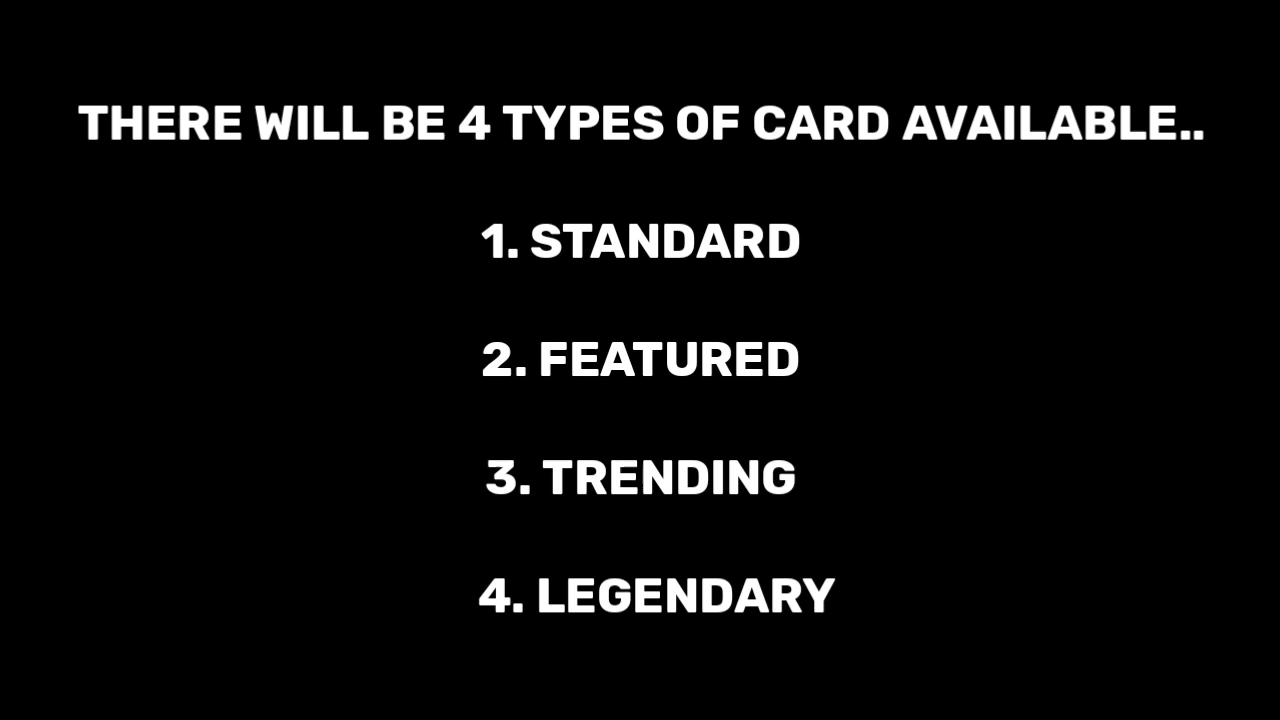 THERE WILL BE 4 TYPES OF CARD AVAILABLE..
1. STANDARD
2. FEATURED
3. TRENDING
4. LEGENDARY